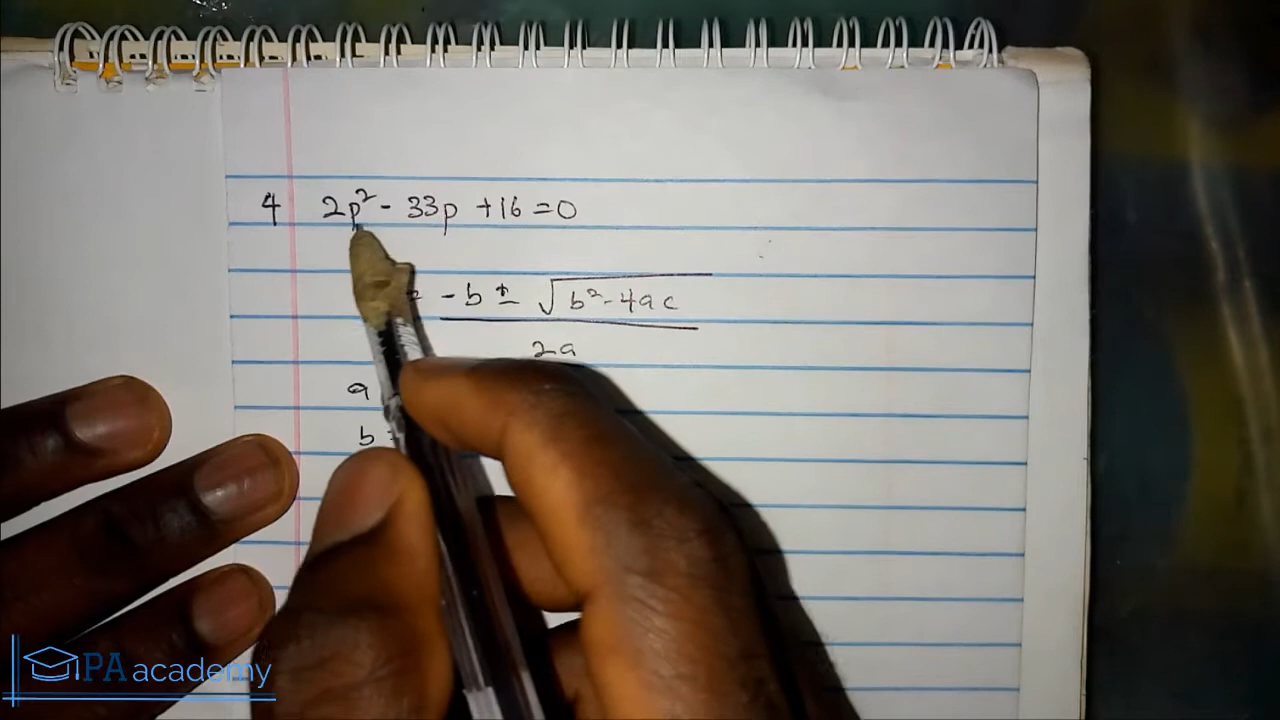 4 2p² - 33p + 16 = 0
= -b ± √b² - 4ac
2a
a
b =
PA academy